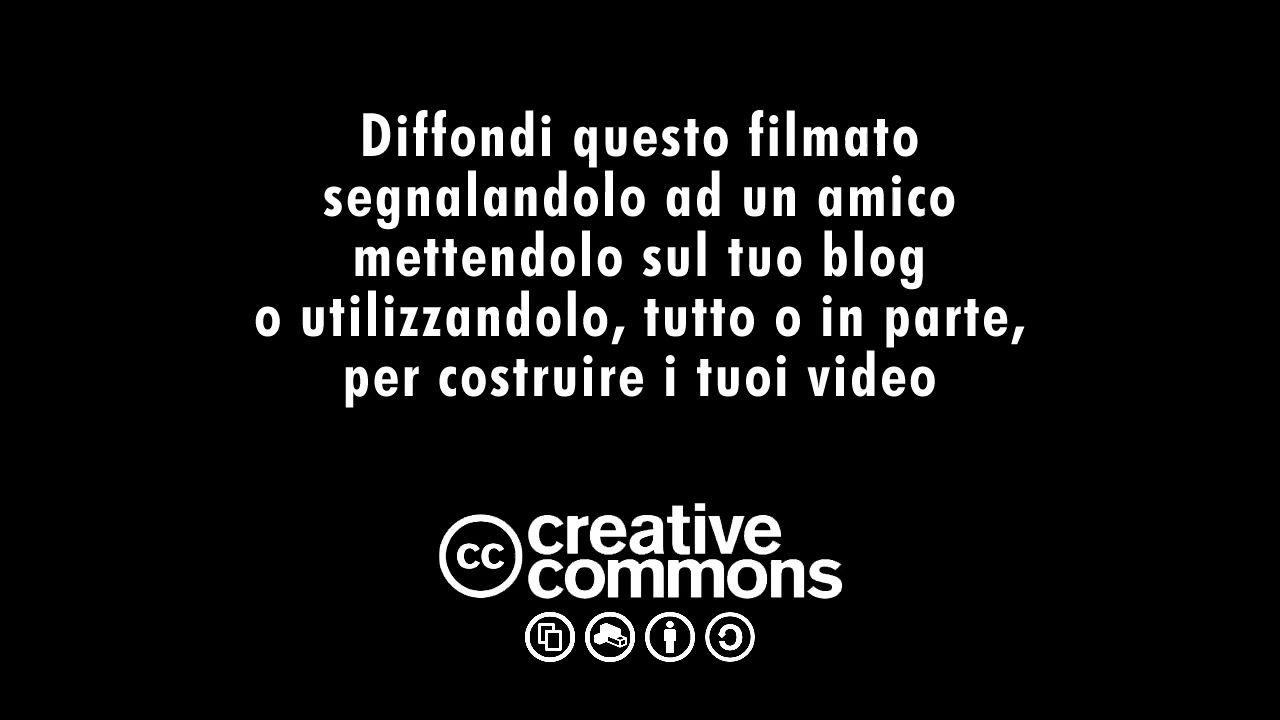 Diffondi questo filmato
segnalandolo ad un amico
mettendolo sul tuo blog
o utilizzandolo, tutto o in parte,
per costruire i tuoi video
cc creative
commons